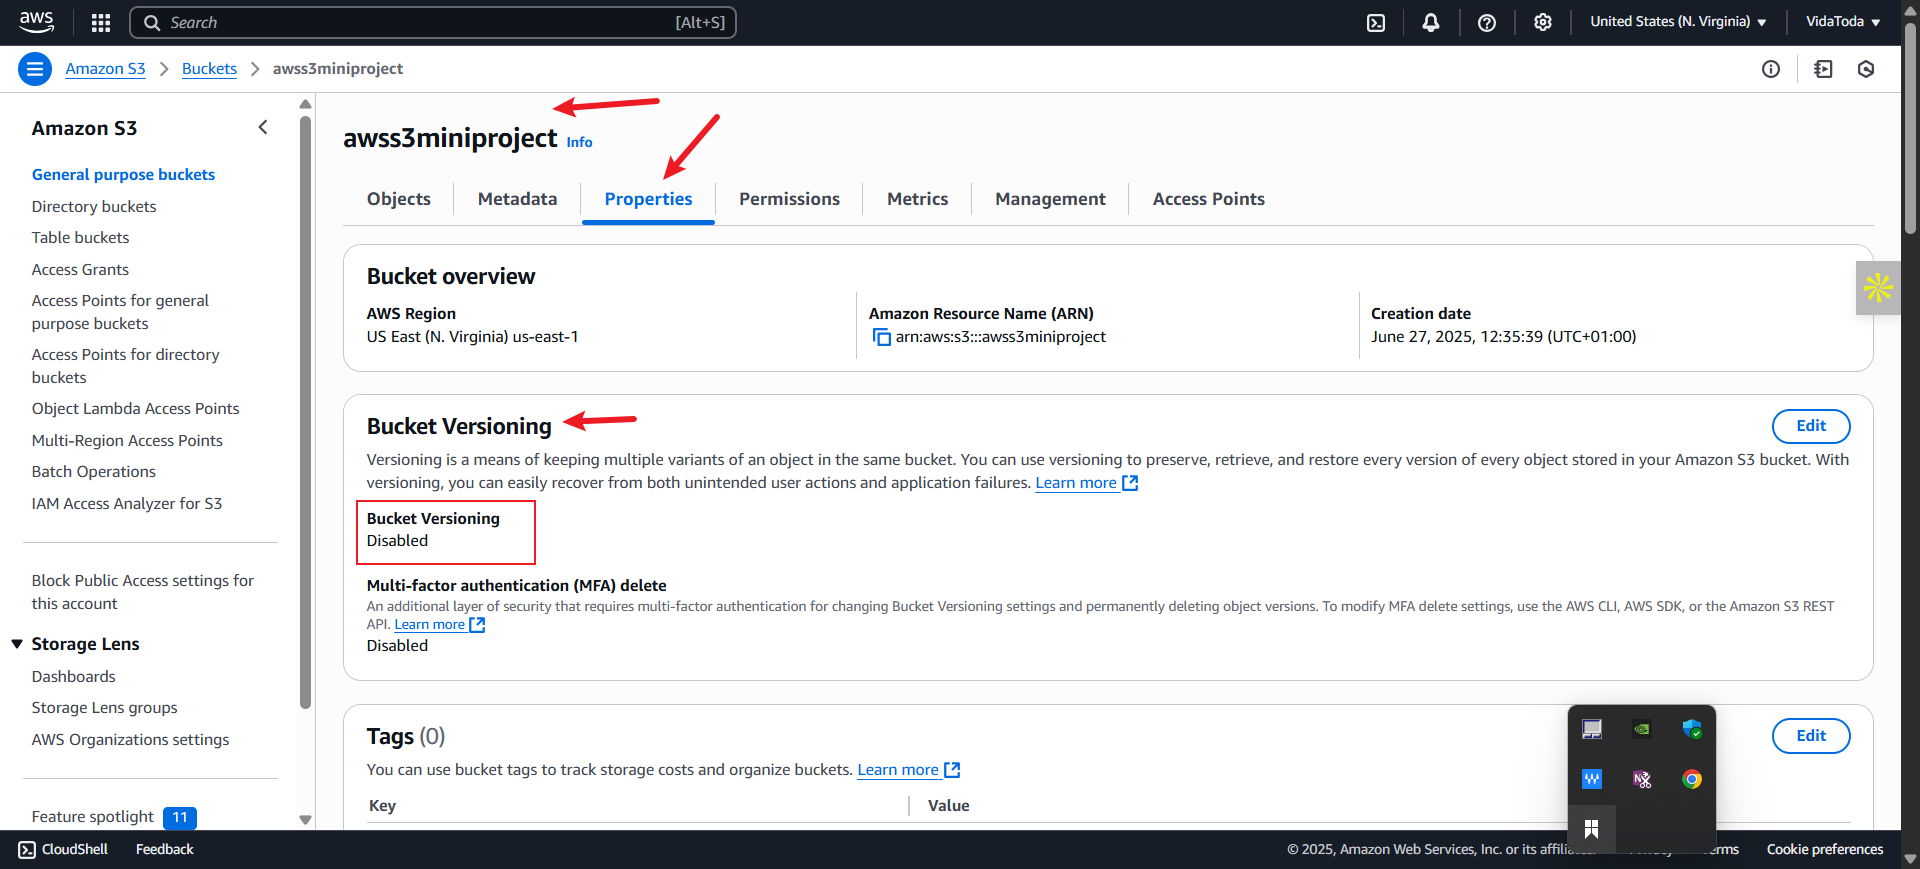 aws
Search
[Alt+S]
United States (N. Virginia)
VidaToda
Amazon S3
Buckets
awss3miniproject
Amazon S3
General purpose buckets
Directory buckets
Table buckets
Access Grants
Access Points for general
purpose buckets
Access Points for directory
buckets
Object Lambda Access Points
Multi-Region Access Points
Batch Operations
IAM Access Analyzer for S3
Block Public Access settings for
this account
Storage Lens
Dashboards
Storage Lens groups
AWS Organizations settings
Feature spotlight 11
awss3miniproject Info
Objects
Metadata
Properties
Permissions
Metrics
Management
Access Points
Bucket overview
AWS Region
US East (N. Virginia) us-east-1
Amazon Resource Name (ARN)
arn:aws:s3:::awss3miniproject
Creation date
June 27, 2025, 12:35:39 (UTC+01:00)
Bucket Versioning
Edit
Versioning is a means of keeping multiple variants of an object in the same bucket. You can use versioning to preserve, retrieve, and restore every version of every object stored in your Amazon S3 bucket. With
versioning, you can easily recover from both unintended user actions and application failures. Learn more
Bucket Versioning
Disabled
Multi-factor authentication (MFA) delete
An additional layer of security that requires multi-factor authentication for changing Bucket Versioning settings and permanently deleting object versions. To modify MFA delete settings, use the AWS CLI, AWS SDK, or the Amazon S3 REST
API. Learn more
Disabled
Tags (0)
Edit
You can use bucket tags to track storage costs and organize buckets. Learn more
Key
Value
CloudShell
Feedback
© 2025, Amazon Web Services, Inc. or its
Cookie preferences